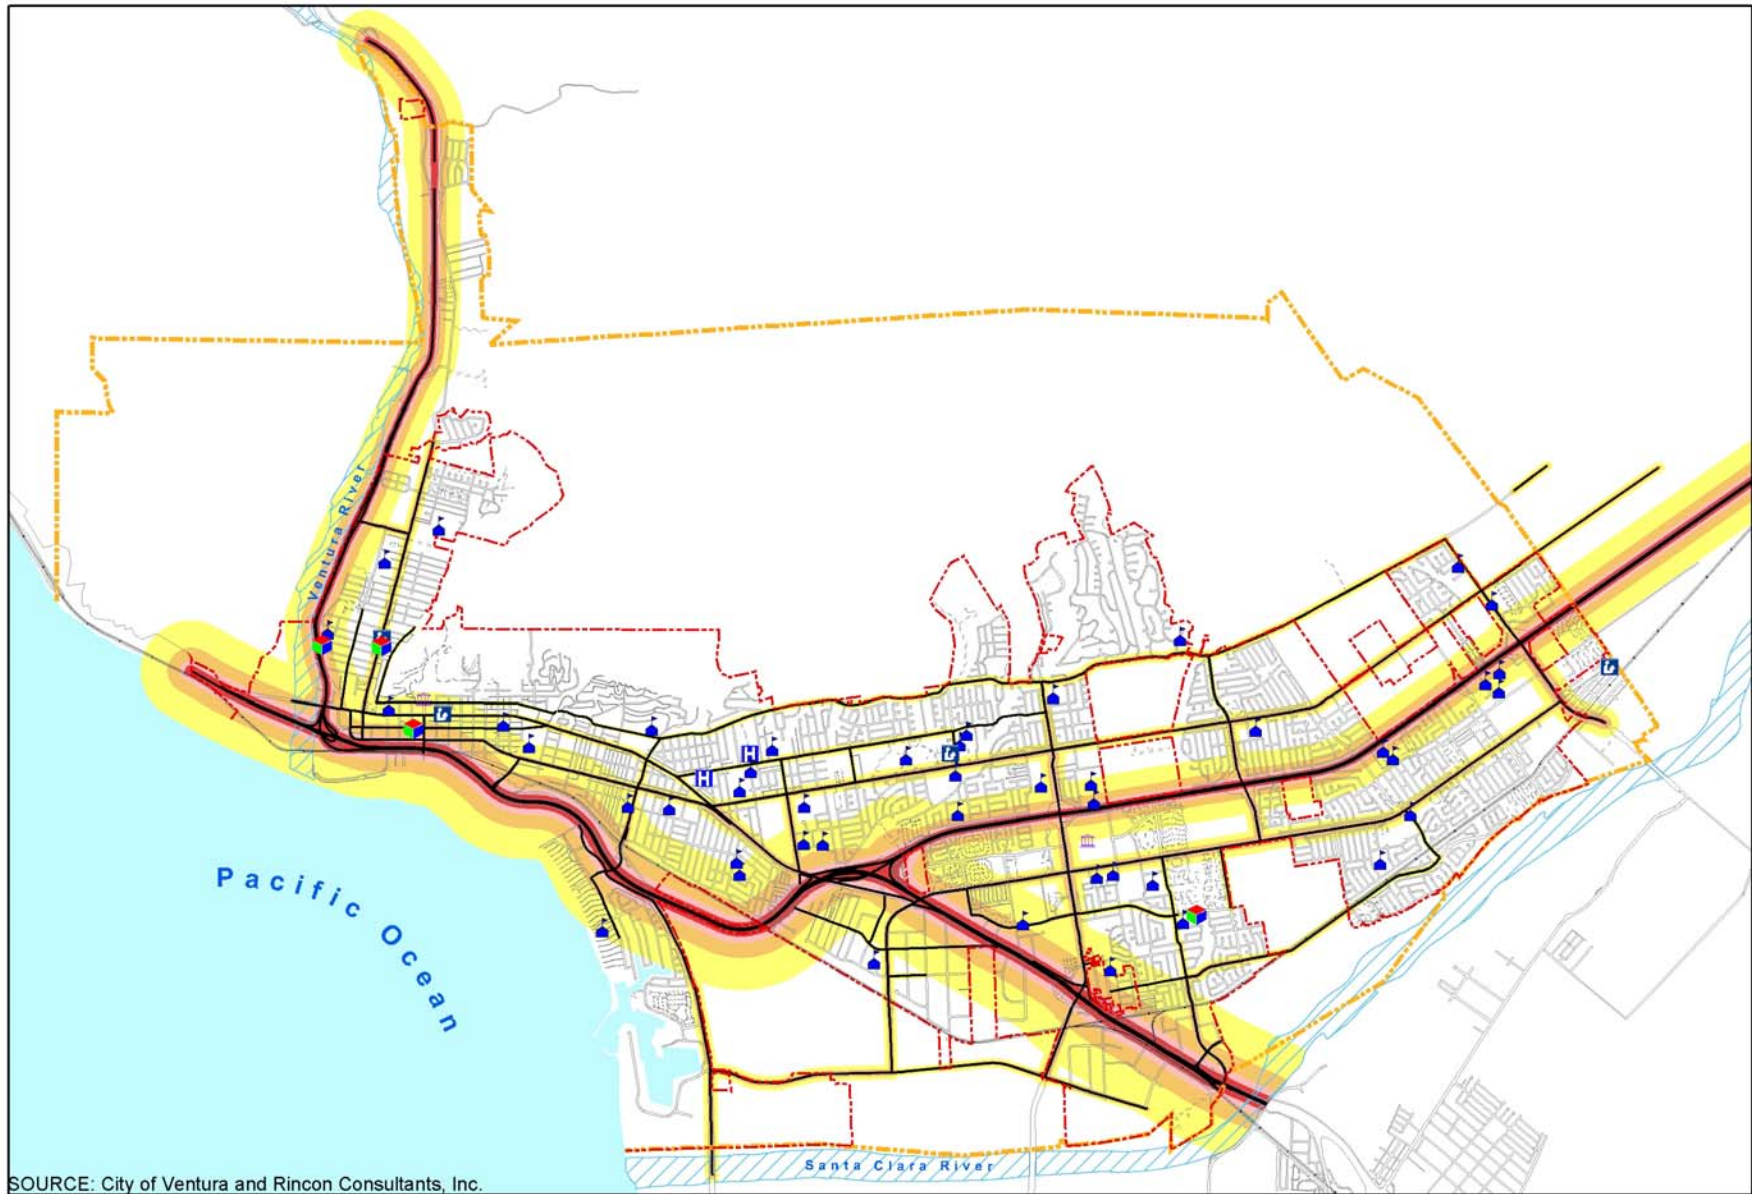 Ventura River
Pacific Ocean
H
H
Santa Clara River
SOURCE: City of Ventura and Rincon Consultants, Inc.